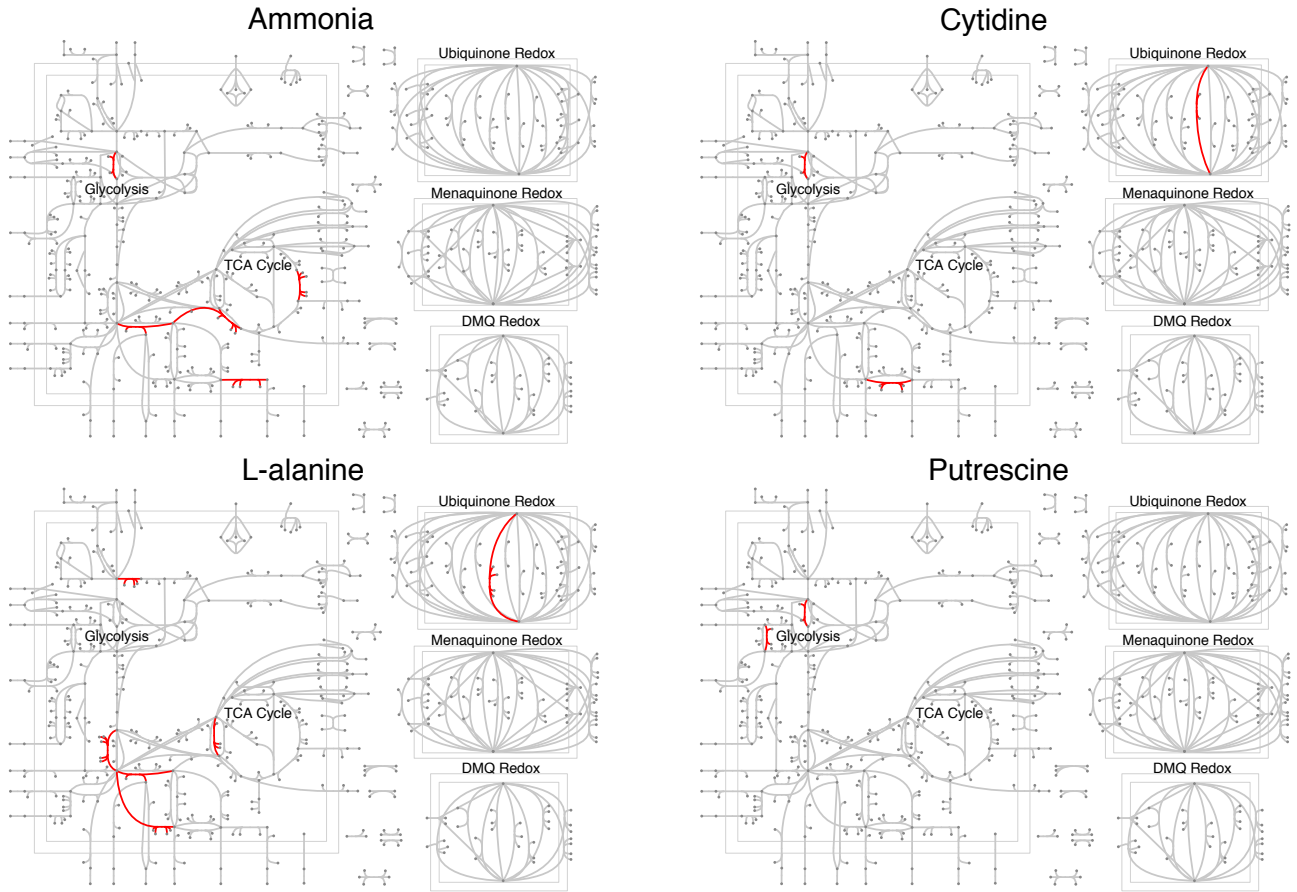 Ammonia
Ubiquinone Redox
Glycolysis
Menaquinone Redox
TCA Cycle
DMQ Redox
Cytidine
Ubiquinone Redox
Glycolysis
Menaquinone Redox
TCA Cycle
DMQ Redox
L-alanine
Ubiquinone Redox
Glycolysis
Menaquinone Redox
TCA Cycle
DMQ Redox
Putrescine
Ubiquinone Redox
Glycolysis
Menaquinone Redox
TCA Cycle
DMQ Redox